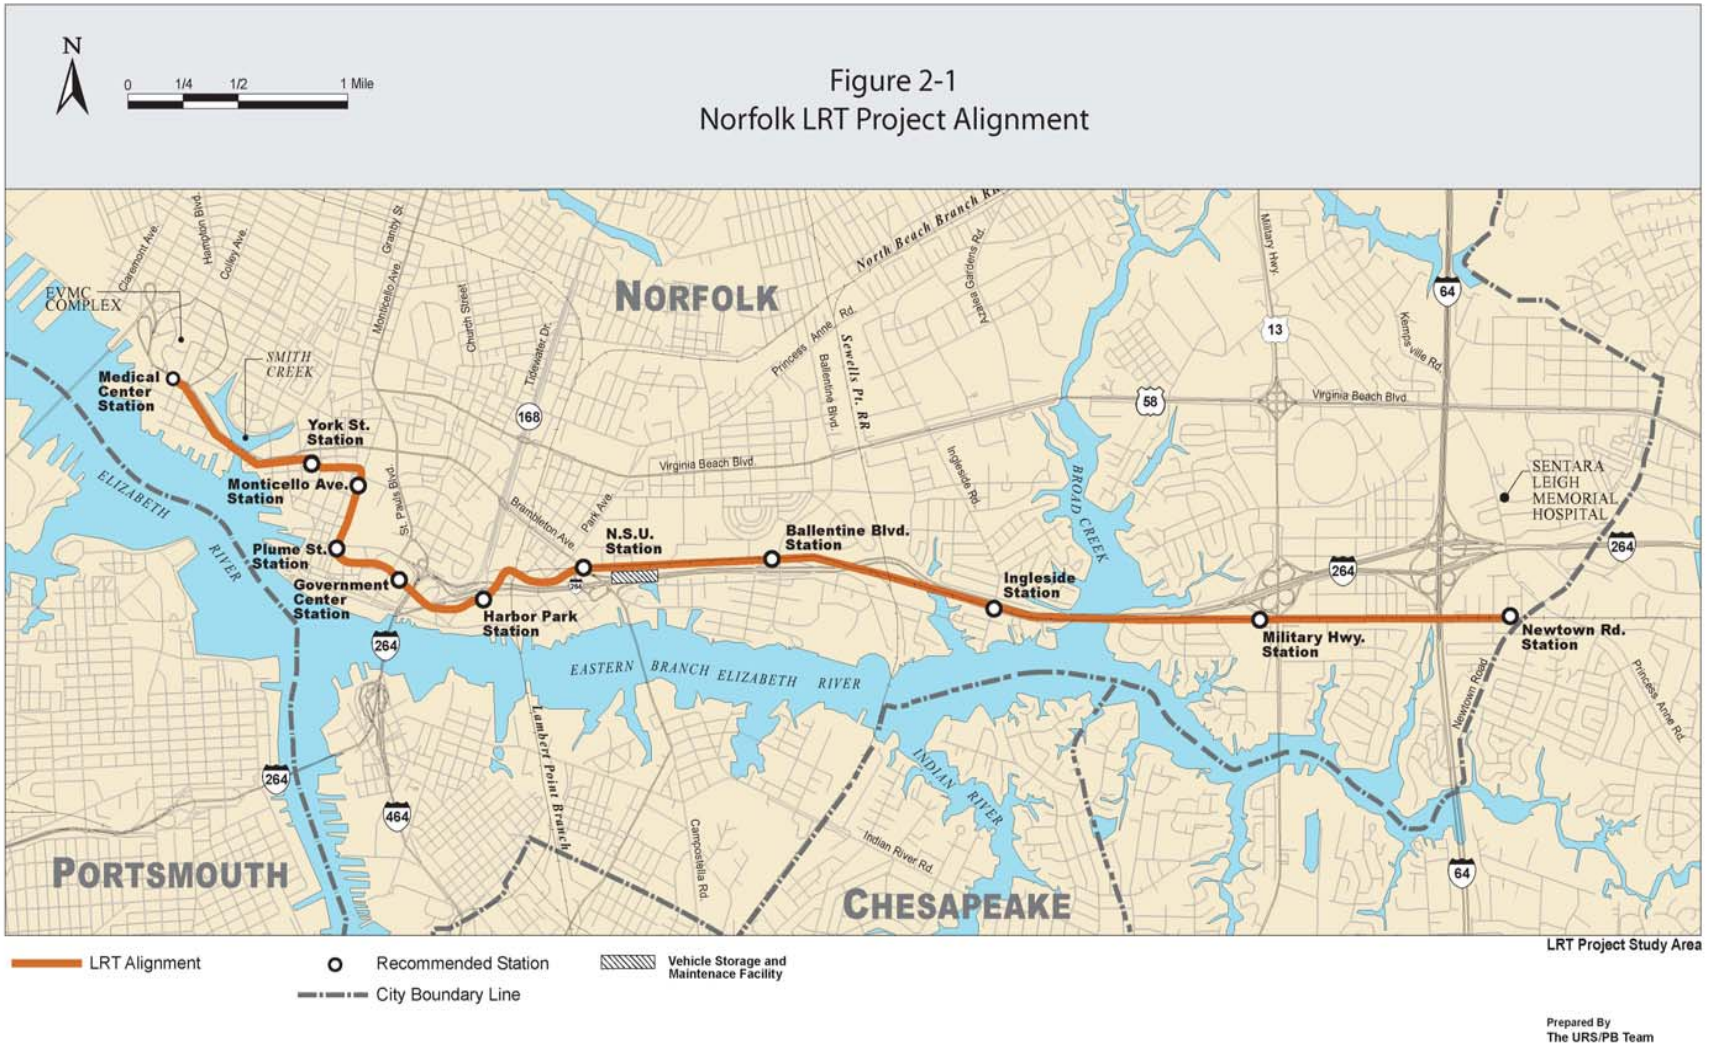 Figure 2-1
Norfolk LRT Project Alignment
N
0 1/4 1/2 1 Mile
Claremont Ave.
Hampton Blvd.
Colley Ave.
Granby St.
Monticello Ave.
Church Street
Tidewater Dr.
NORFOLK
North Beach Branch RR
Azalea Gardens Rd.
Military Hwy.
64
13
Kempsville Rd.
EVMC
COMPLEX
SMITH
CREEK
Princess Anne Rd.
Ballentine Blvd.
Sewells Pt. RR
Medical
Center
Station
168
58
Virginia Beach Blvd.
York St.
Station
Virginia Beach Blvd.
Ingleside Rd.
BROAD CREEK
SENTARA
LEIGH
MEMORIAL
HOSPITAL
Monticello Ave.
Station
St. Pauls Blvd.
Brambleton Ave.
Park Ave.
ELIZABETH
RIVER
Plume St.
Station
N.S.U.
Station
Ballentine Blvd.
Station
264
264
Government
Center
Station
264
Ingleside
Station
Harbor Park
Station
Military Hwy.
Station
Newtown Rd.
Station
264
EASTERN BRANCH ELIZABETH RIVER
Newtown Road
Princess Anne Rd.
Lambert Point Branch
INDIAN RIVER
264
464
Campostella Rd.
Indian River Rd.
64
PORTSMOUTH
CHESAPEAKE
LRT Project Study Area
LRT Alignment
Recommended Station
Vehicle Storage and
Maintenace Facility
City Boundary Line
Prepared By
The URS/PB Team